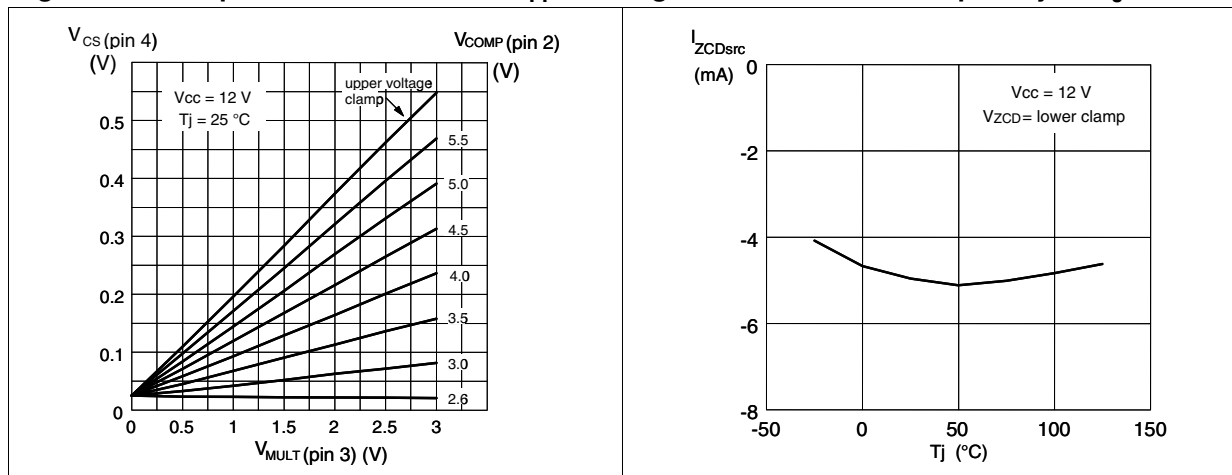 V CS (pin 4)
(V)
VCOMP (pin 2)
(V)
upper voltage
clamp
Vcc = 12 V
Tj = 25 °C
0.5
0.4
0.3
0.2
0.1
0
5.5
5.0
4.5
4.0
3.5
3.0
2.6
0 0.5 1 1.5 2 2.5 3
VMULT (pin 3) (V)
IZCDsrc
(mA)
Vcc = 12 V
VZCD = lower clamp
0
-2
-4
-6
-8
-50 0 50 100 150
Tj (°C)